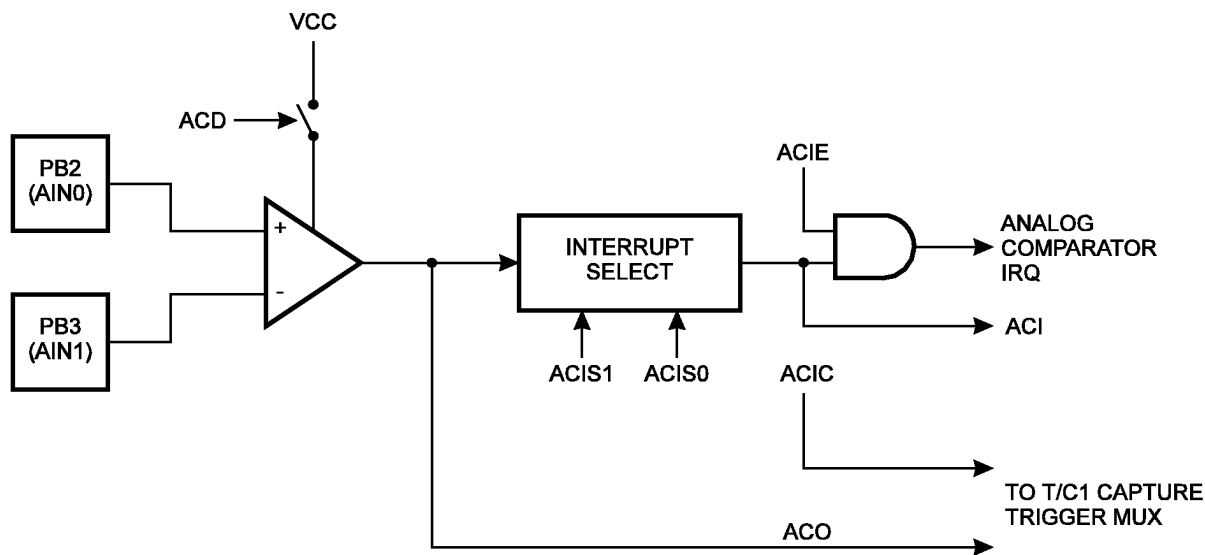 VCC
ACD
PB2
(AIN0)
+
-
PB3
(AIN1)
INTERRUPT
SELECT
ACIS1
ACIS0
ACIE
ANALOG
COMPARATOR
IRQ
ACI
ACIC
TO T/C1 CAPTURE
TRIGGER MUX
ACO